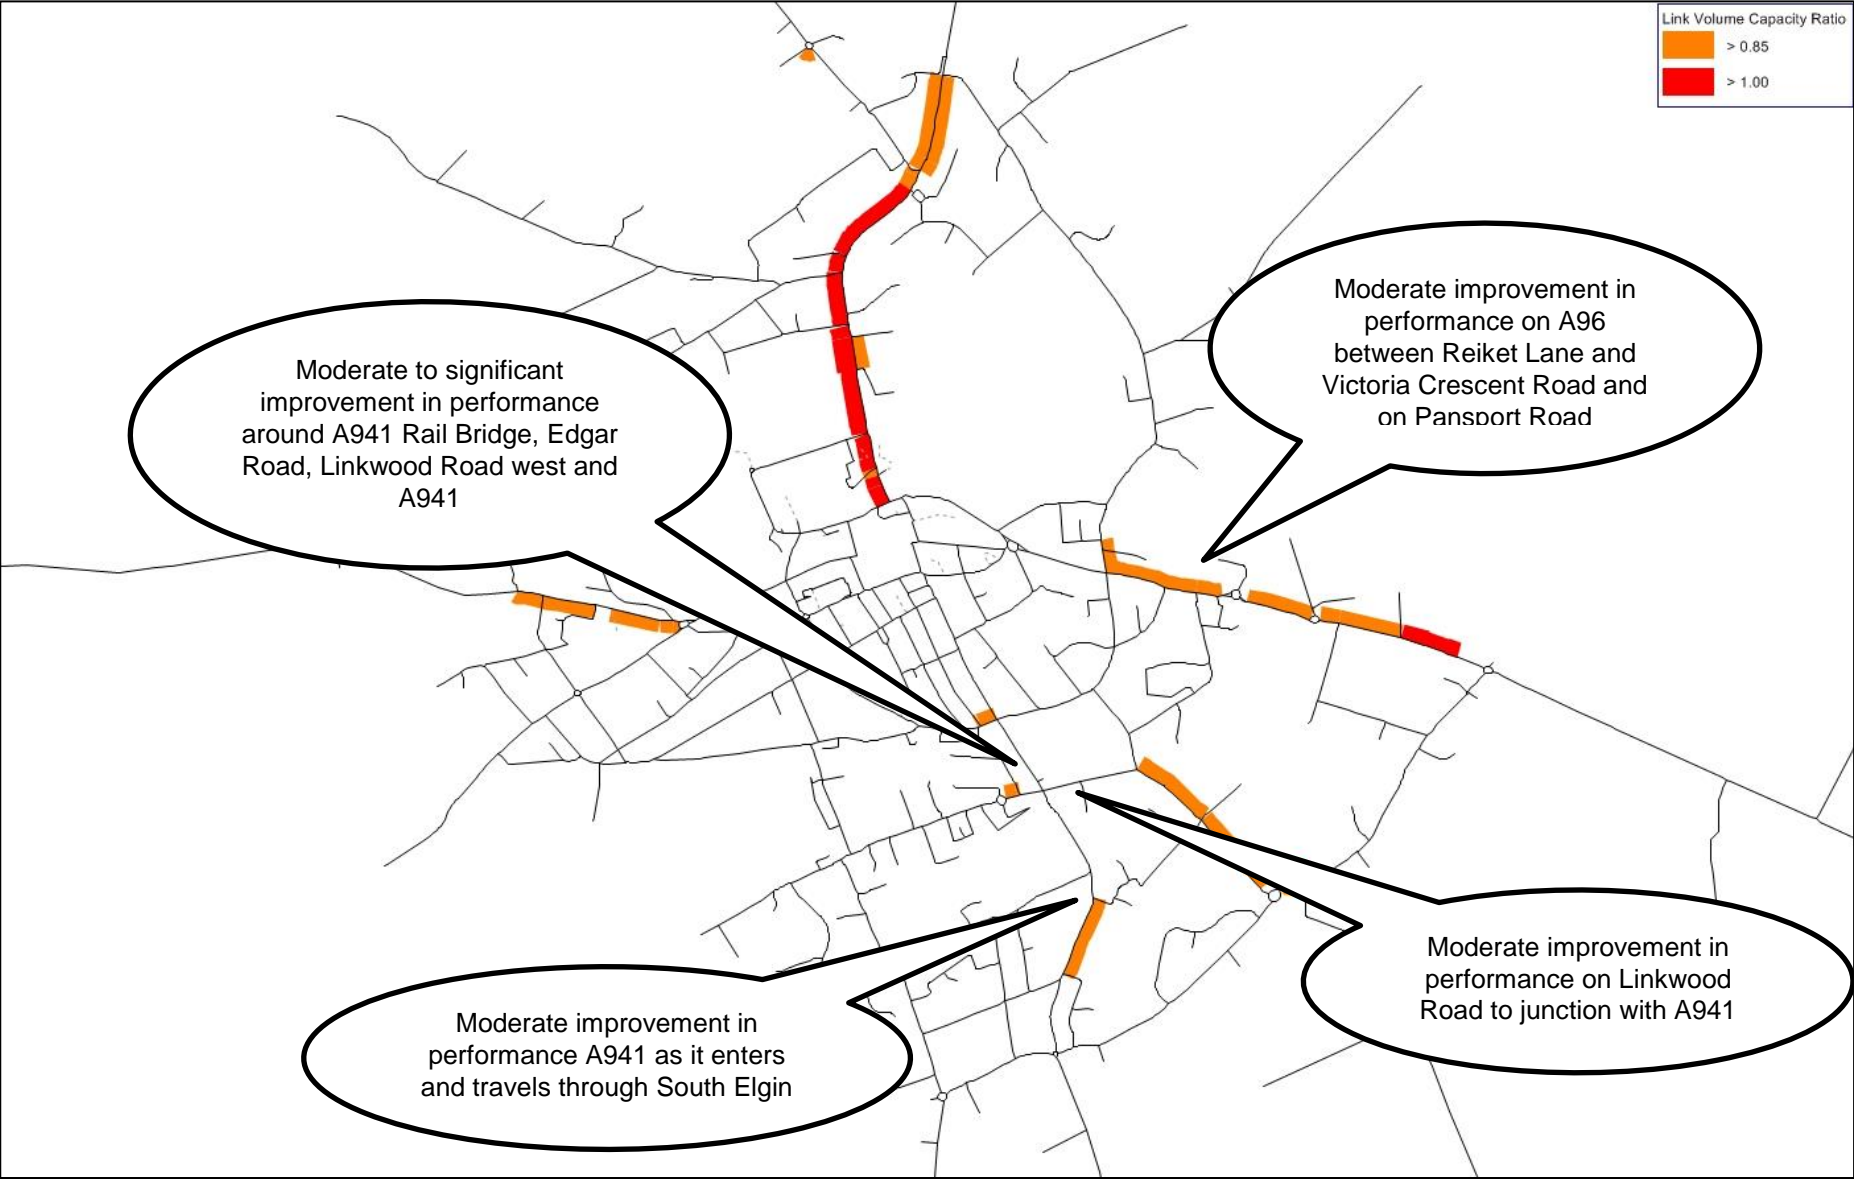 Link Volume Capacity Ratio
> 0.85
> 1.00
Moderate improvement in
performance on A96
between Reiket Lane and
Victoria Crescent Road and
on Pansport Road
Moderate to significant
improvement in performance
around A941 Rail Bridge, Edgar
Road, Linkwood Road west and
A941
Moderate improvement in
performance on Linkwood
Road to junction with A941
Moderate improvement in
performance A941 as it enters
and travels through South Elgin